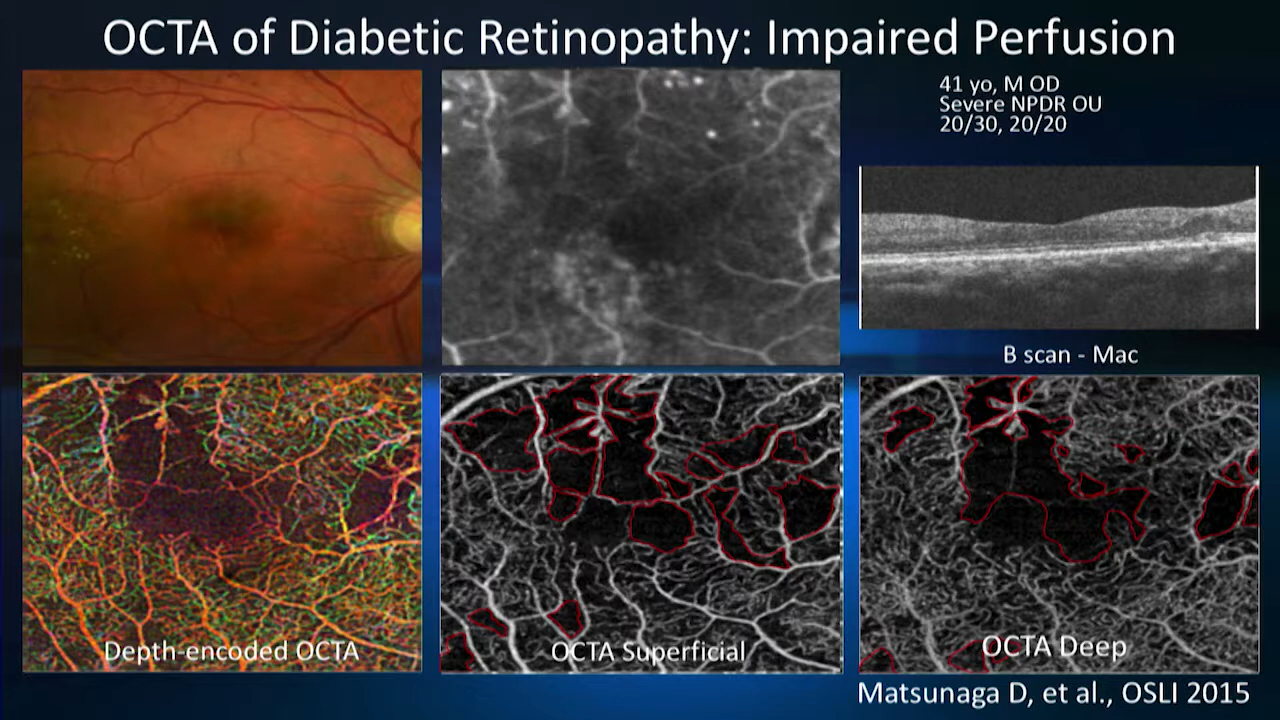 OCTA of Diabetic Retinopathy: Impaired Perfusion
41 yo, M OD
Severe NPDR OU
20/30, 20/20
B scan - Mac
Depth-encoded OCTA
OCTA Superficial
OCTA Deep
Matsunaga D, et al., OSLI 2015